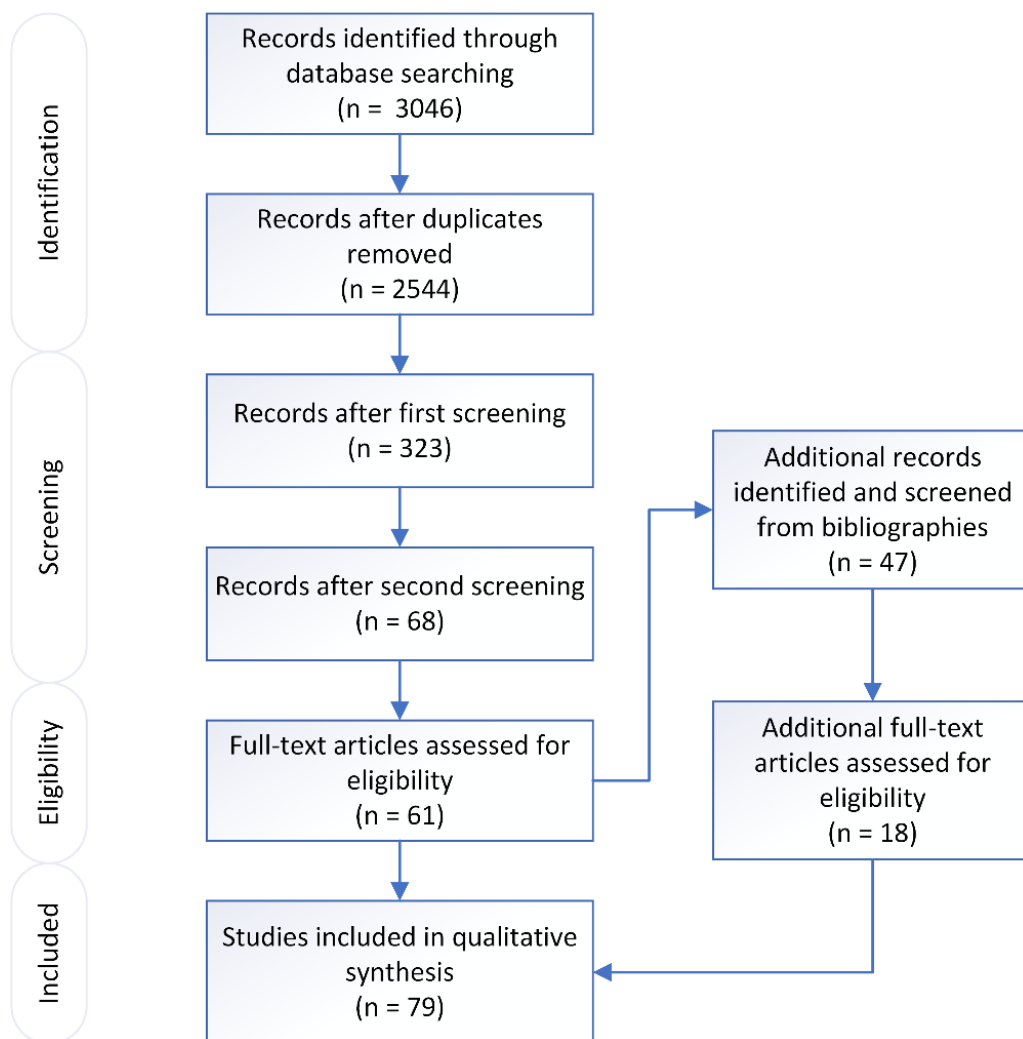 Identification
Records identified through
database searching
(n = 3046)
Records after duplicates
removed
(n = 2544)
Screening
Records after first screening
(n = 323)
Records after second screening
(n = 68)
Additional records
identified and screened
from bibliographies
(n = 47)
Eligibility
Full-text articles assessed for
eligibility
(n = 61)
Additional full-text
articles assessed for
eligibility
(n = 18)
Included
Studies included in qualitative
synthesis
(n = 79)